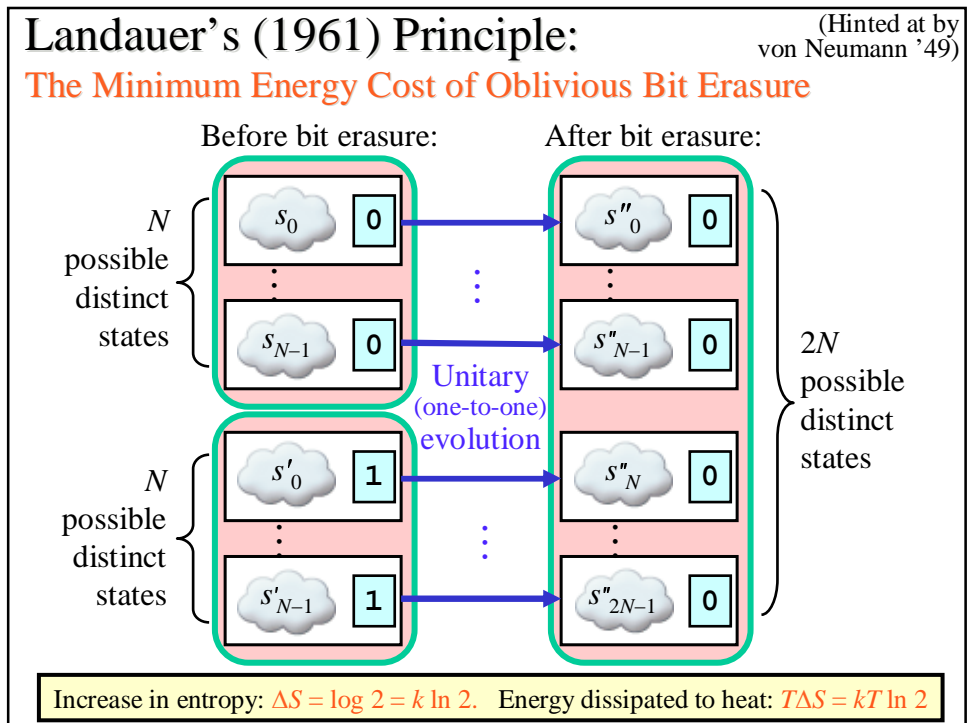 Landauer's (1961) Principle:
(Hinted at by
von Neumann '49)
The Minimum Energy Cost of Oblivious Bit Erasure
Before bit erasure:
After bit erasure:
N
possible
distinct
states
s0 0
⋮
sN−1 0
N
possible
distinct
states
s′0 1
⋮
s′N−1 1
⋮
Unitary
(one-to-one)
evolution
⋮
s″0 0
⋮
s″N−1 0
s″N 0
⋮
s″2N−1 0
2N
possible
distinct
states
Increase in entropy: ΔS = log 2 = k ln 2. Energy dissipated to heat: TΔS = kT ln 2